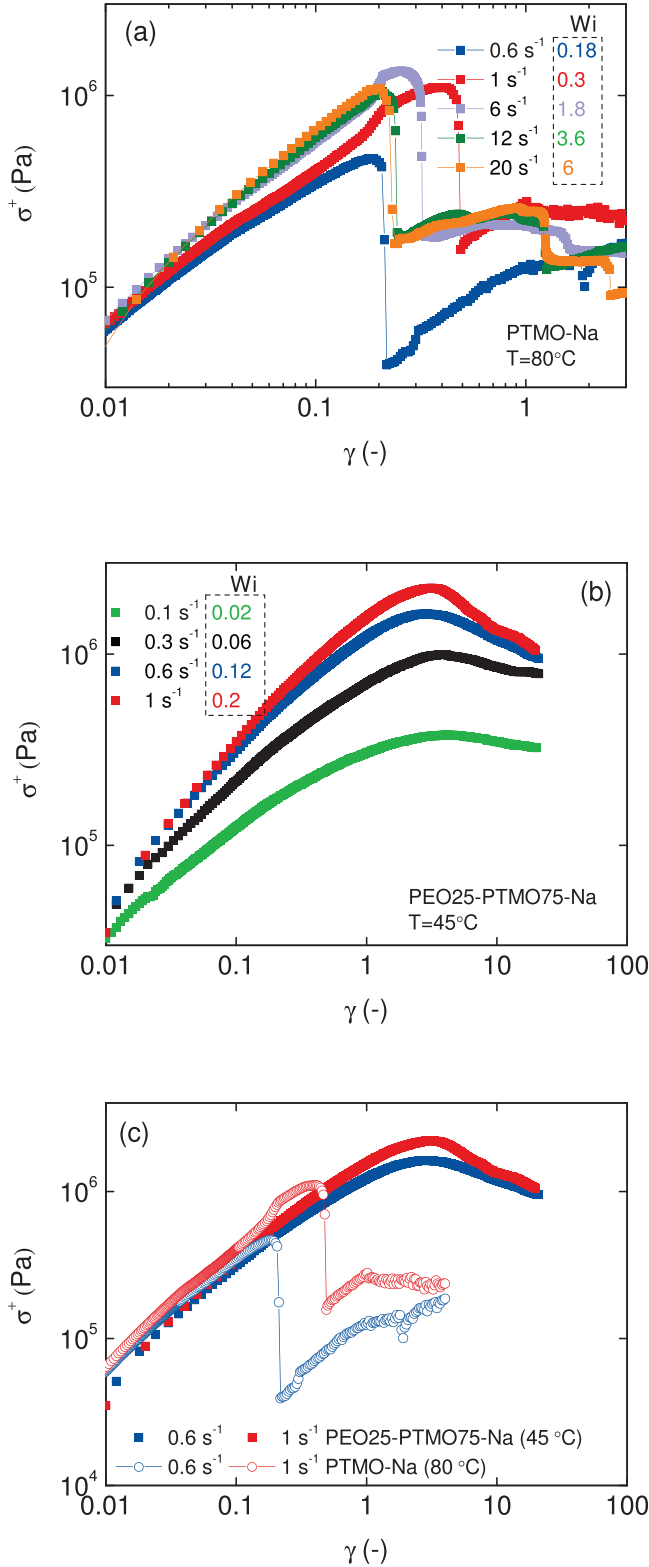 (a)
Wi
0.6 s⁻¹ 0.18
1 s⁻¹ 0.3
6 s⁻¹ 1.8
12 s⁻¹ 3.6
20 s⁻¹ 6
10⁶
10⁵
σ⁺ (Pa)
PTMO-Na
T=80°C
0.01 0.1 1
γ (-)
(b)
Wi
0.1 s⁻¹ 0.02
0.3 s⁻¹ 0.06
0.6 s⁻¹ 0.12
1 s⁻¹ 0.2
10⁶
10⁵
σ⁺ (Pa)
PEO25-PTMO75-Na
T=45°C
0.01 0.1 1 10 100
γ (-)
(c)
10⁶
10⁵
10⁴
σ⁺ (Pa)
0.6 s⁻¹ 1 s⁻¹ PEO25-PTMO75-Na (45 °C)
0.6 s⁻¹ 1 s⁻¹ PTMO-Na (80 °C)
0.01 0.1 1 10 100
γ (-)